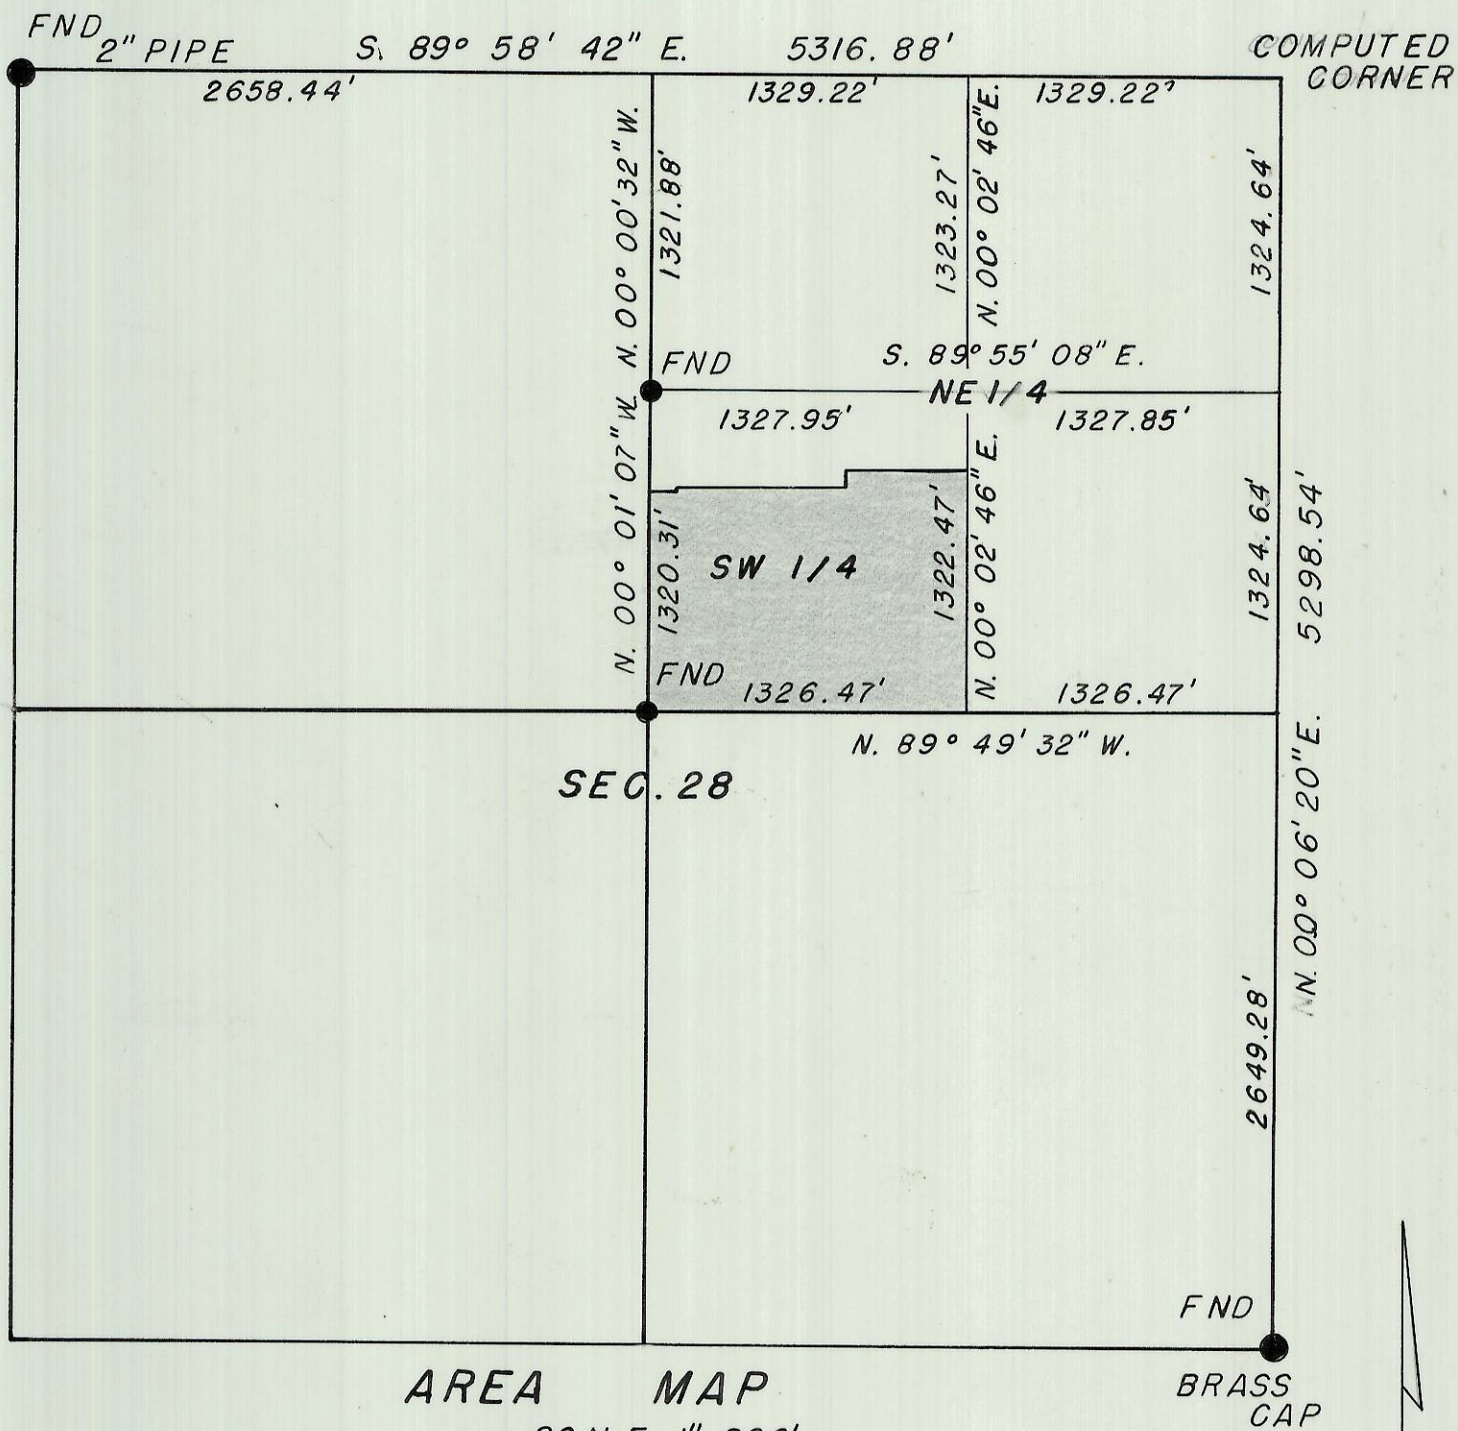 FND
2" PIPE
S. 89° 58' 42" E. 5316.88'
COMPUTED
CORNER
2658.44'
1329.22'
1329.22'
N. 00° 00' 32" W.
1321.88'
1323.27'
N. 00° 02' 46" E.
1324.64'
FND
S. 89° 55' 08" E.
NE 1/4
1327.95'
1327.85'
N. 00° 01' 07" W.
1320.31'
SW 1/4
1322.47'
N. 00° 02' 46" E.
1324.64'
5298.54'
FND
1326.47'
1326.47'
N. 89° 49' 32" W.
SEC. 28
N. 00° 06' 20" E.
2649.28'
FND
BRASS
CAP
AREA MAP